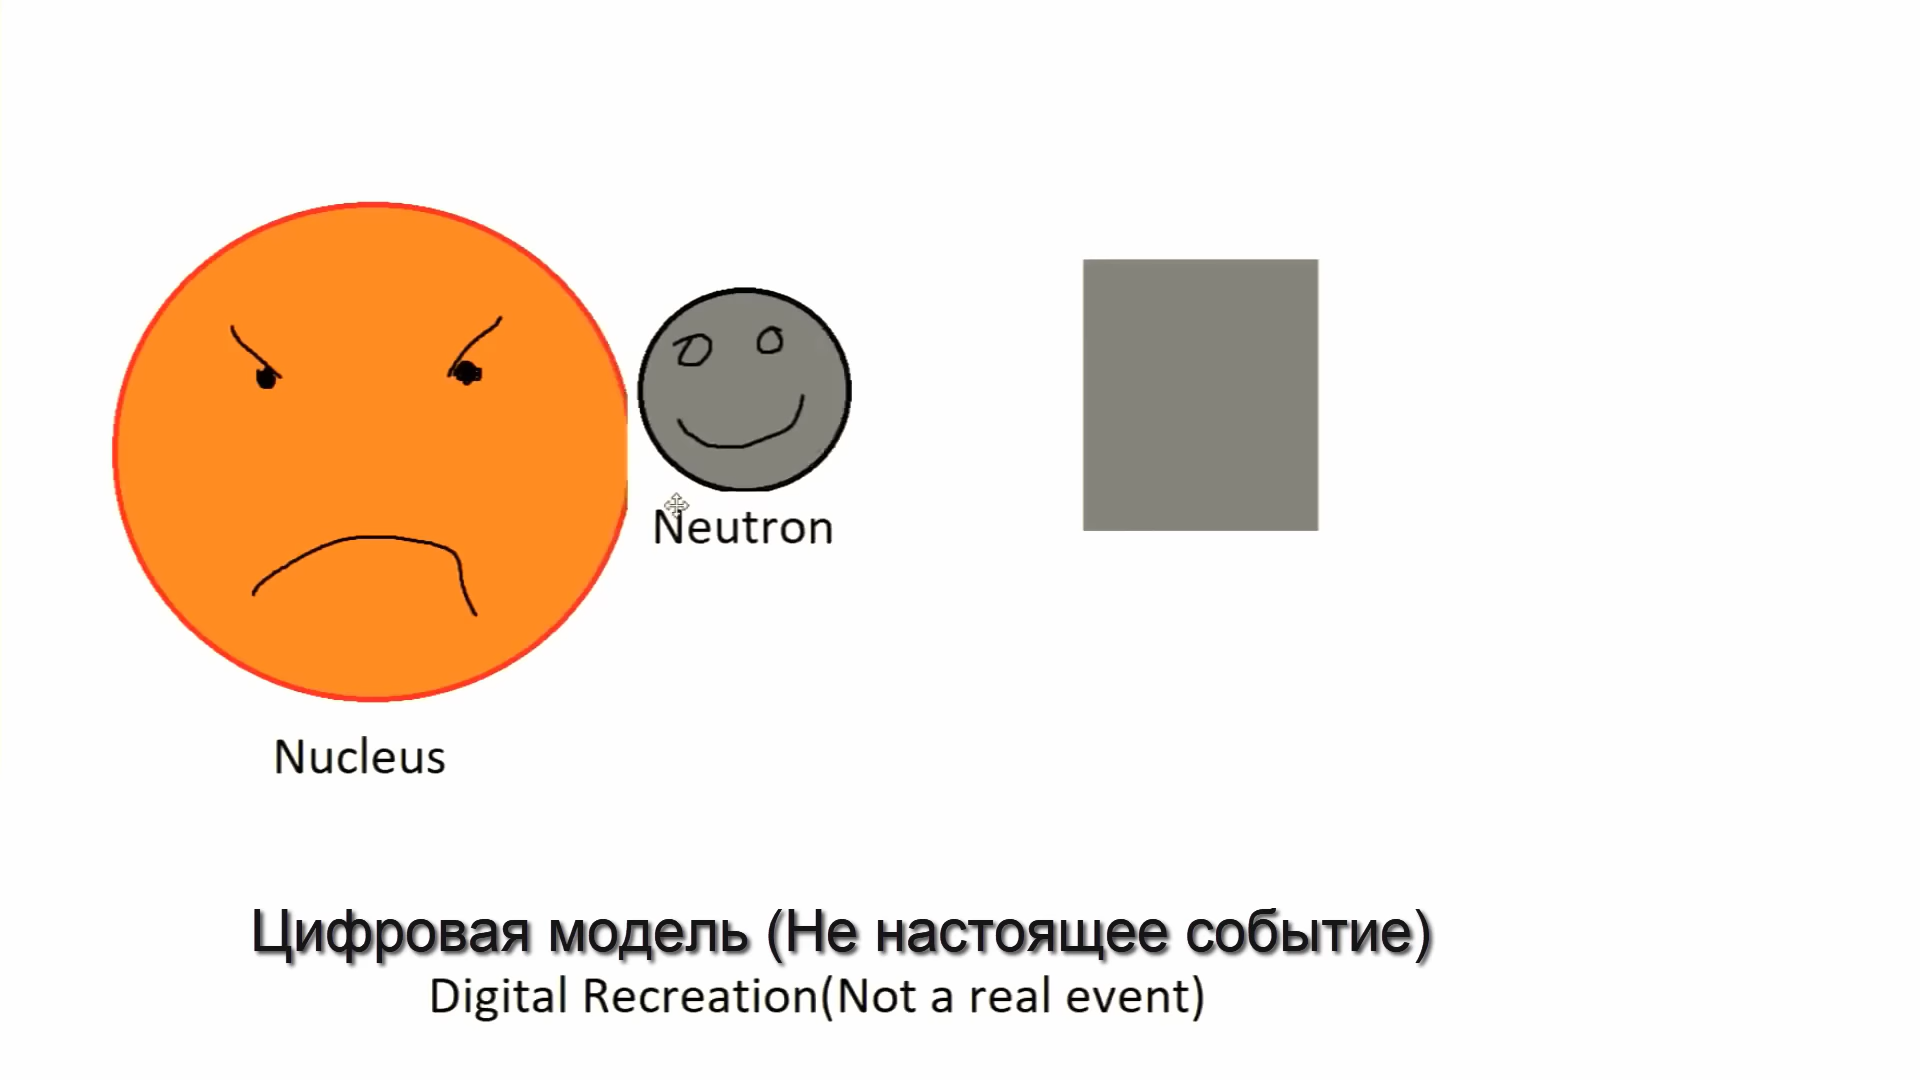 Neutron
Nucleus
Цифровая модель (Не настоящее событие)
Digital Recreation(Not a real event)